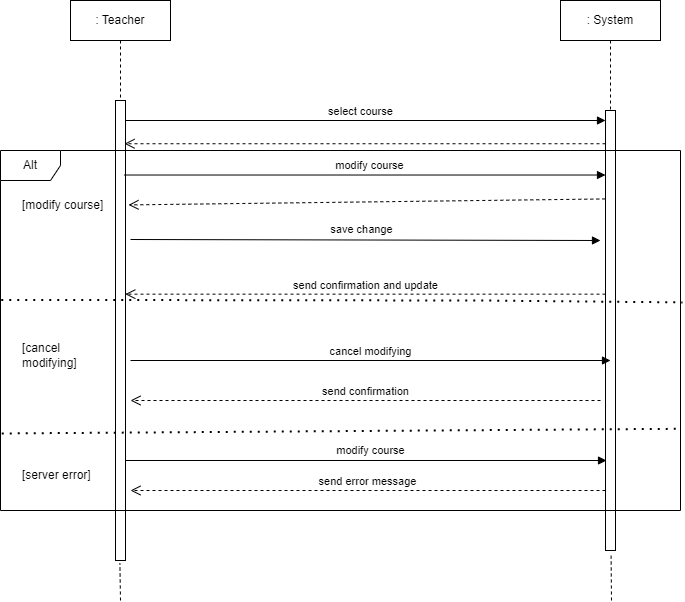 : Teacher
: System
select course
Alt
modify course
[modify course]
save change
send confirmation and update
[cancel
modifying]
cancel modifying
send confirmation
modify course
[server error]
send error message